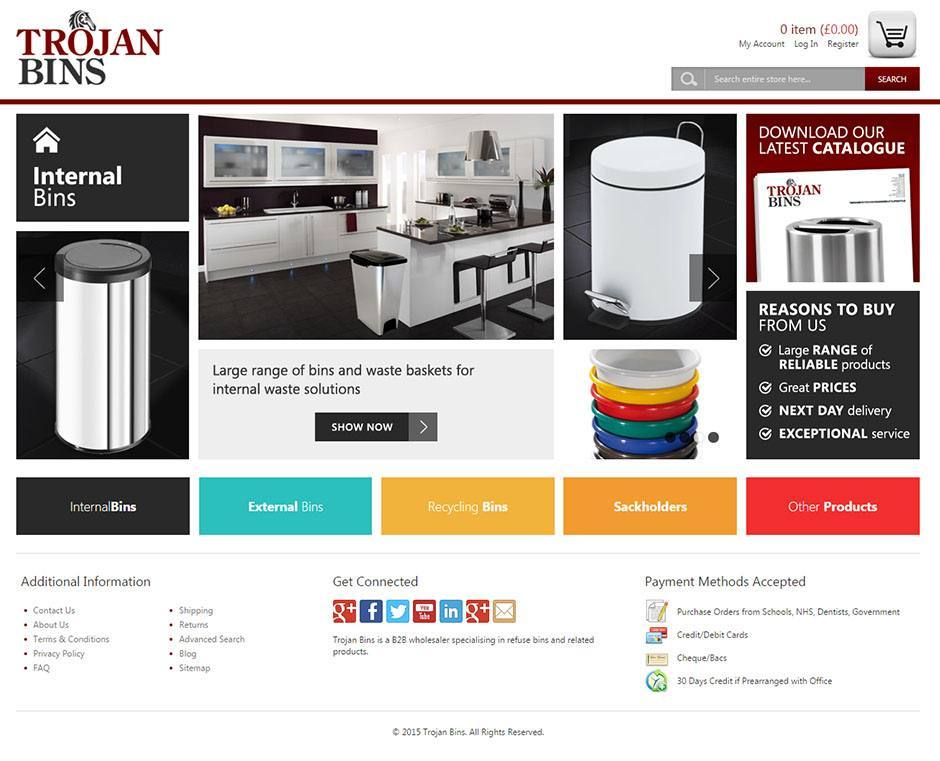 TROJAN
BINS
0 item (£0.00)
My Account Log In Register
Search entire store here...
SEARCH
Internal
Bins
Large range of bins and waste baskets for
internal waste solutions
SHOW NOW
DOWNLOAD OUR
LATEST CATALOGUE
TROJAN
BINS
REASONS TO BUY
FROM US
Large RANGE of
RELIABLE products
Great PRICES
NEXT DAY delivery
EXCEPTIONAL service
InternalBins
External Bins
Recycling Bins
Sackholders
Other Products
Additional Information
Contact Us
About Us
Terms & Conditions
Privacy Policy
FAQ
Shipping
Returns
Advanced Search
Blog
Sitemap
Get Connected
Trojan Bins is a B2B wholesaler specialising in refuse bins and related
products.
Payment Methods Accepted
Purchase Orders from Schools, NHS, Dentists, Government
Credit/Debit Cards
Cheque/Bacs
30 Days Credit if Prearranged with Office
© 2015 Trojan Bins. All Rights Reserved.